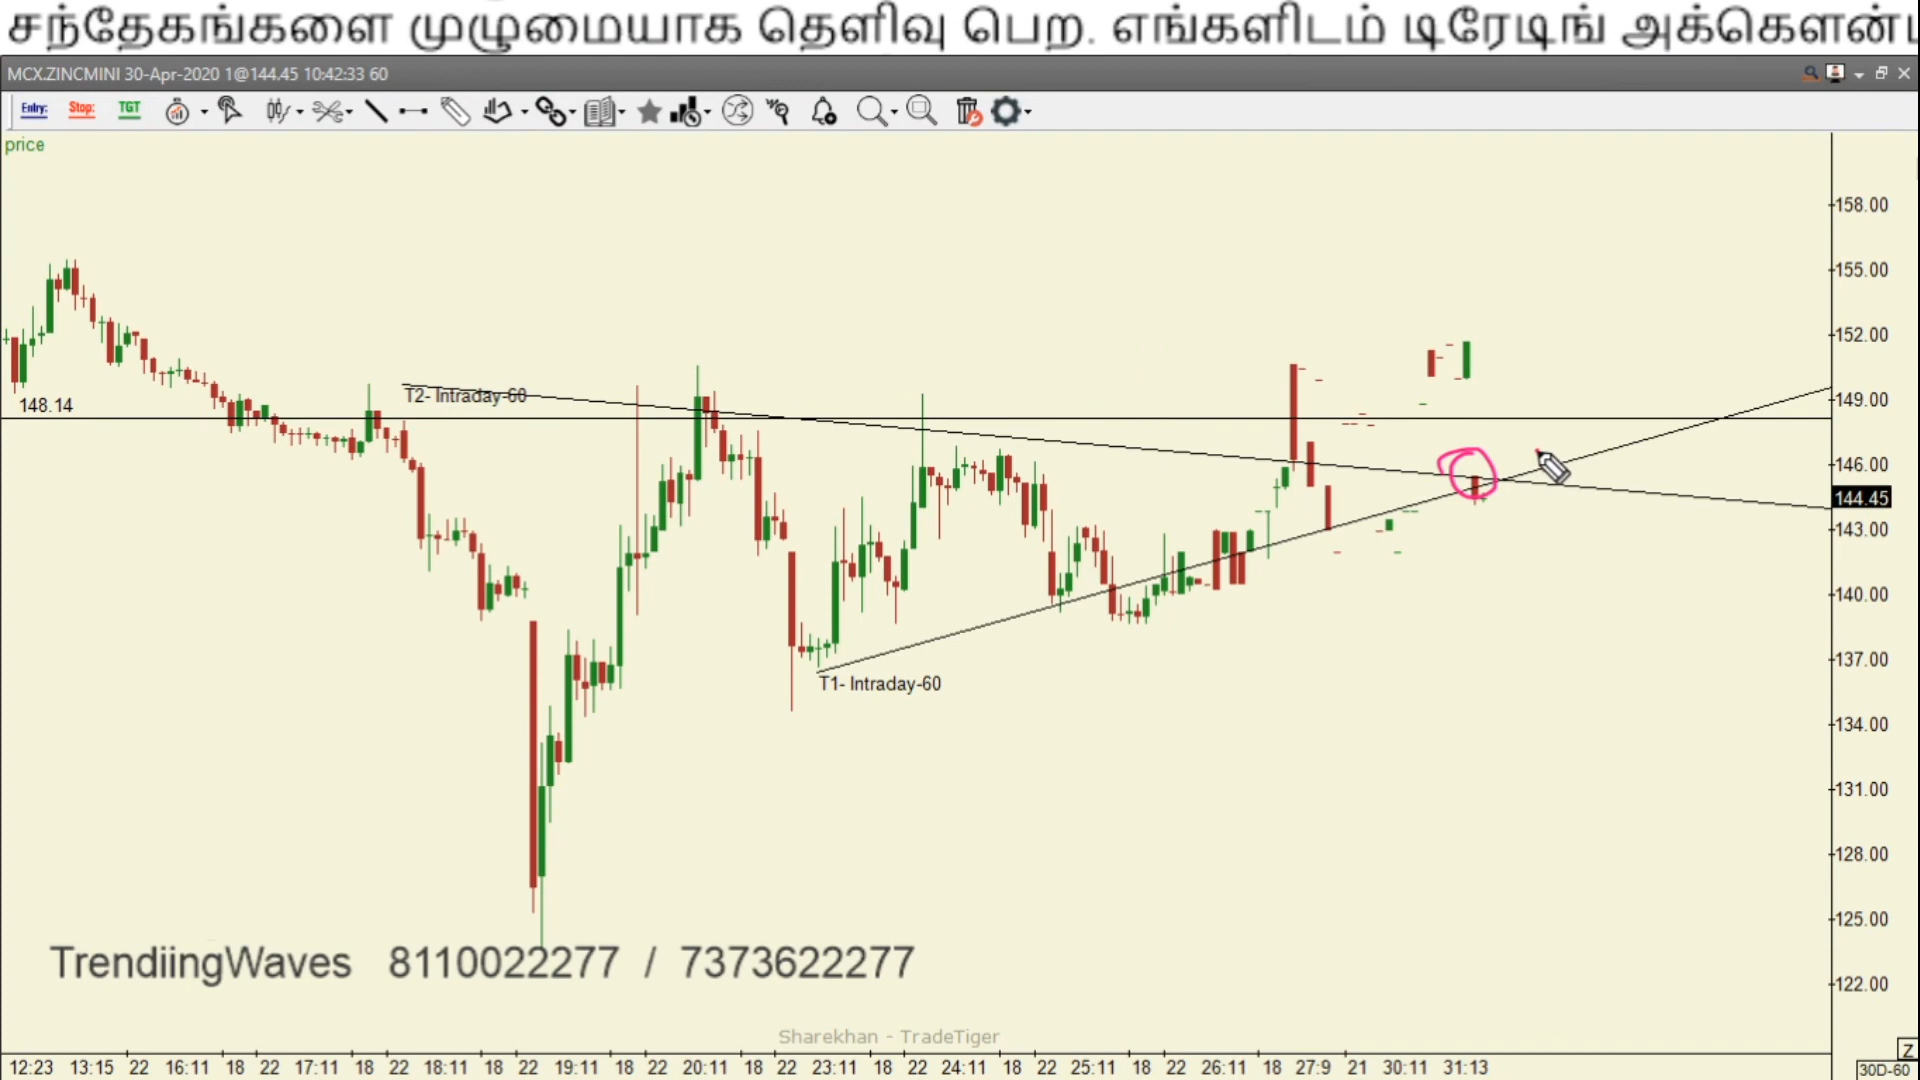 சந்தேகங்களை முழுமையாக தெளிவு பெற. எங்களிடம் டிரேடிங்
MCX.ZINCMINI 30-Apr-2020 1@144.45 10:42:33 60
Entry: Stop: TGT
price
158.00
155.00
152.00
149.00
146.00
144.45
143.00
140.00
137.00
134.00
131.00
128.00
125.00
122.00
T2- Intraday-60
148.14
T1- Intraday-60
TrendiingWaves 8110022277 / 7373622277
Sharekhan - TradeTiger
12:23 13:15 22 16:11 18 22 17:11 18 22 18:11 18 22 19:11 18 22 20:11 18 22 23:11 18 22 24:11 18 22 25:11 18 22 26:11 18 27:9 21 30:11 31:13
Z
30D-60